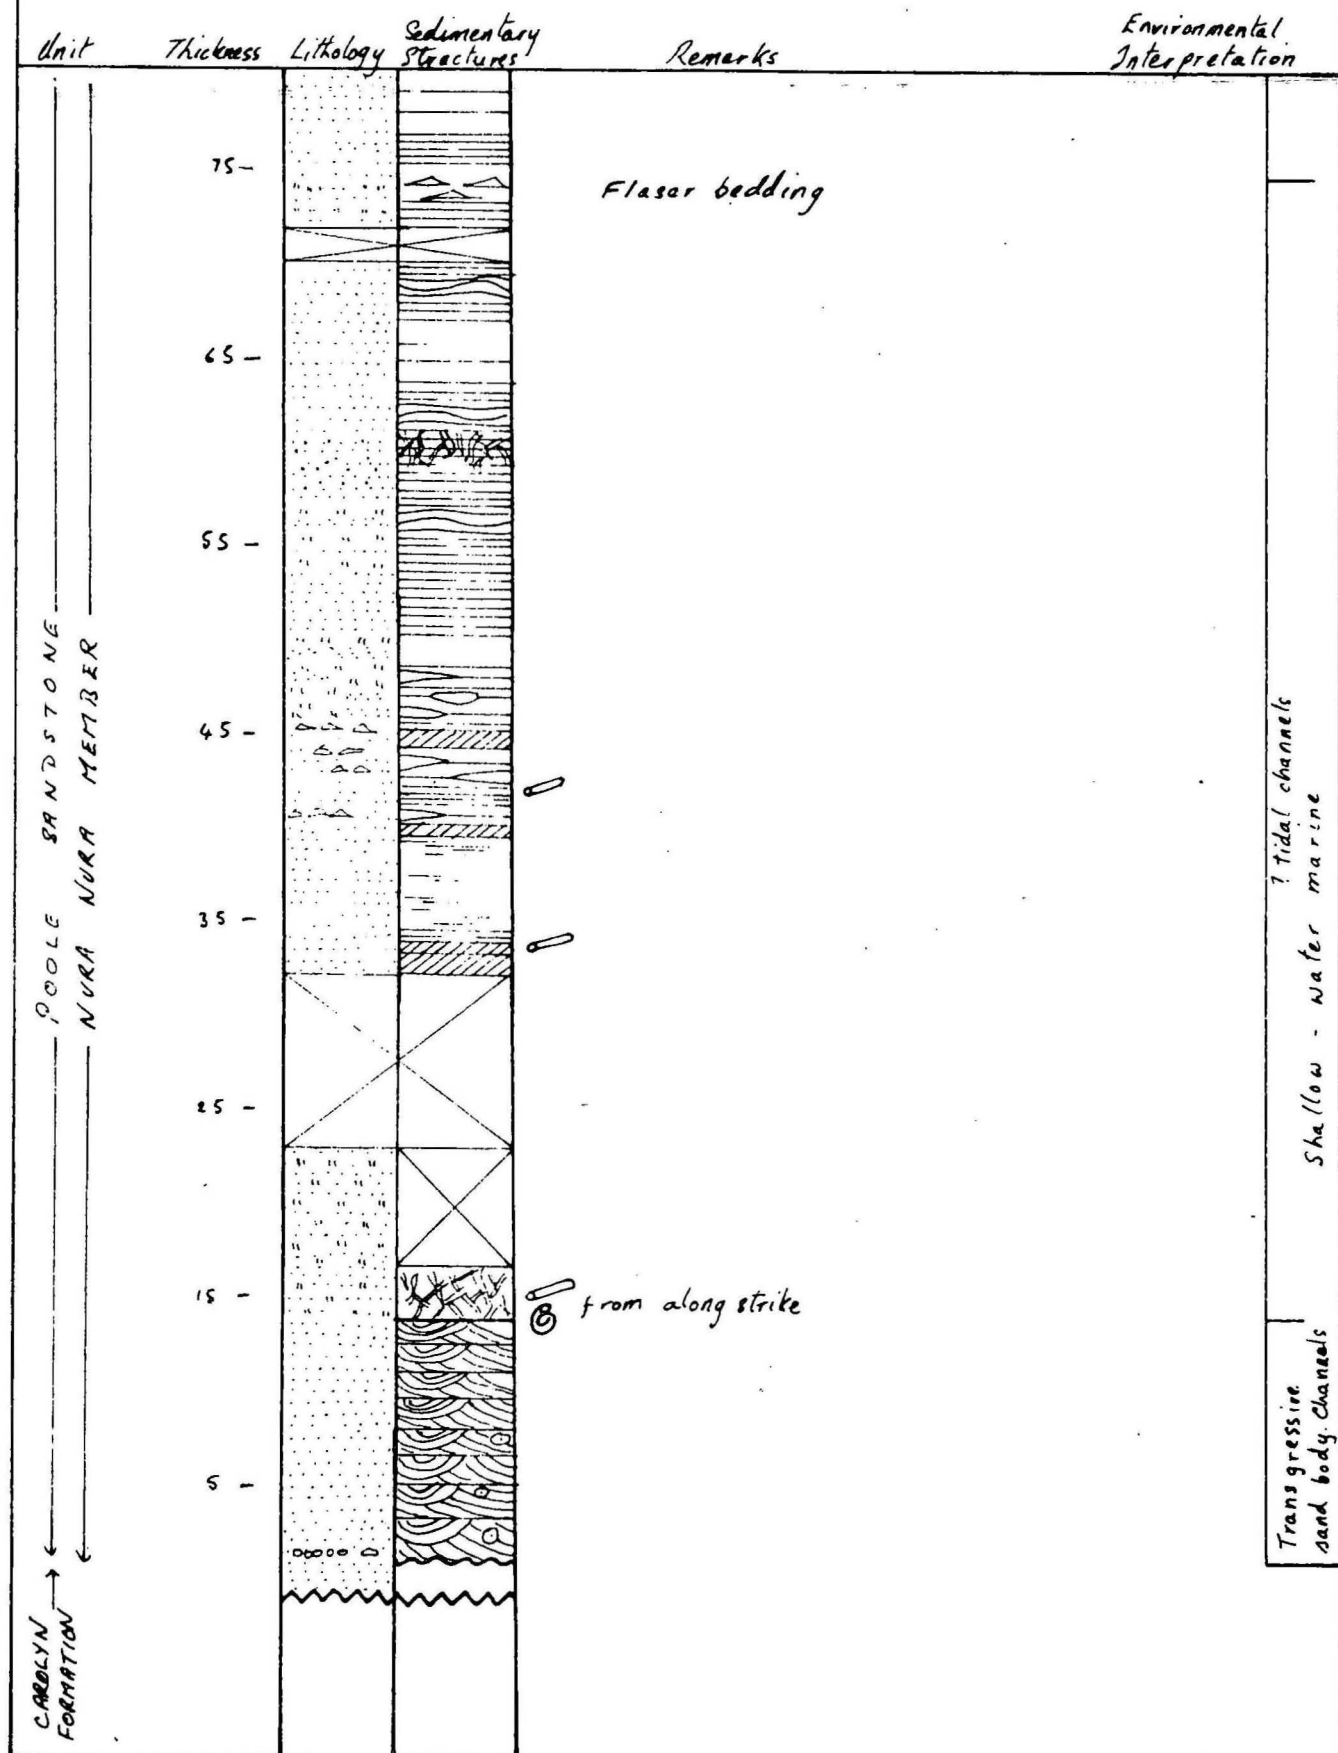 Unit Thickness Lithology Sedimentary Structures Remarks Environmental Interpretation
75-
Flaser bedding
65-
55-
45-
35-
25-
15-
from along strike
5-
POOLE SANDSTONE
NURA NURA MEMBER
CAROLYN
FORMATION
? tidal channels
Shallow - water marine
Transgressive
sand body. Channels